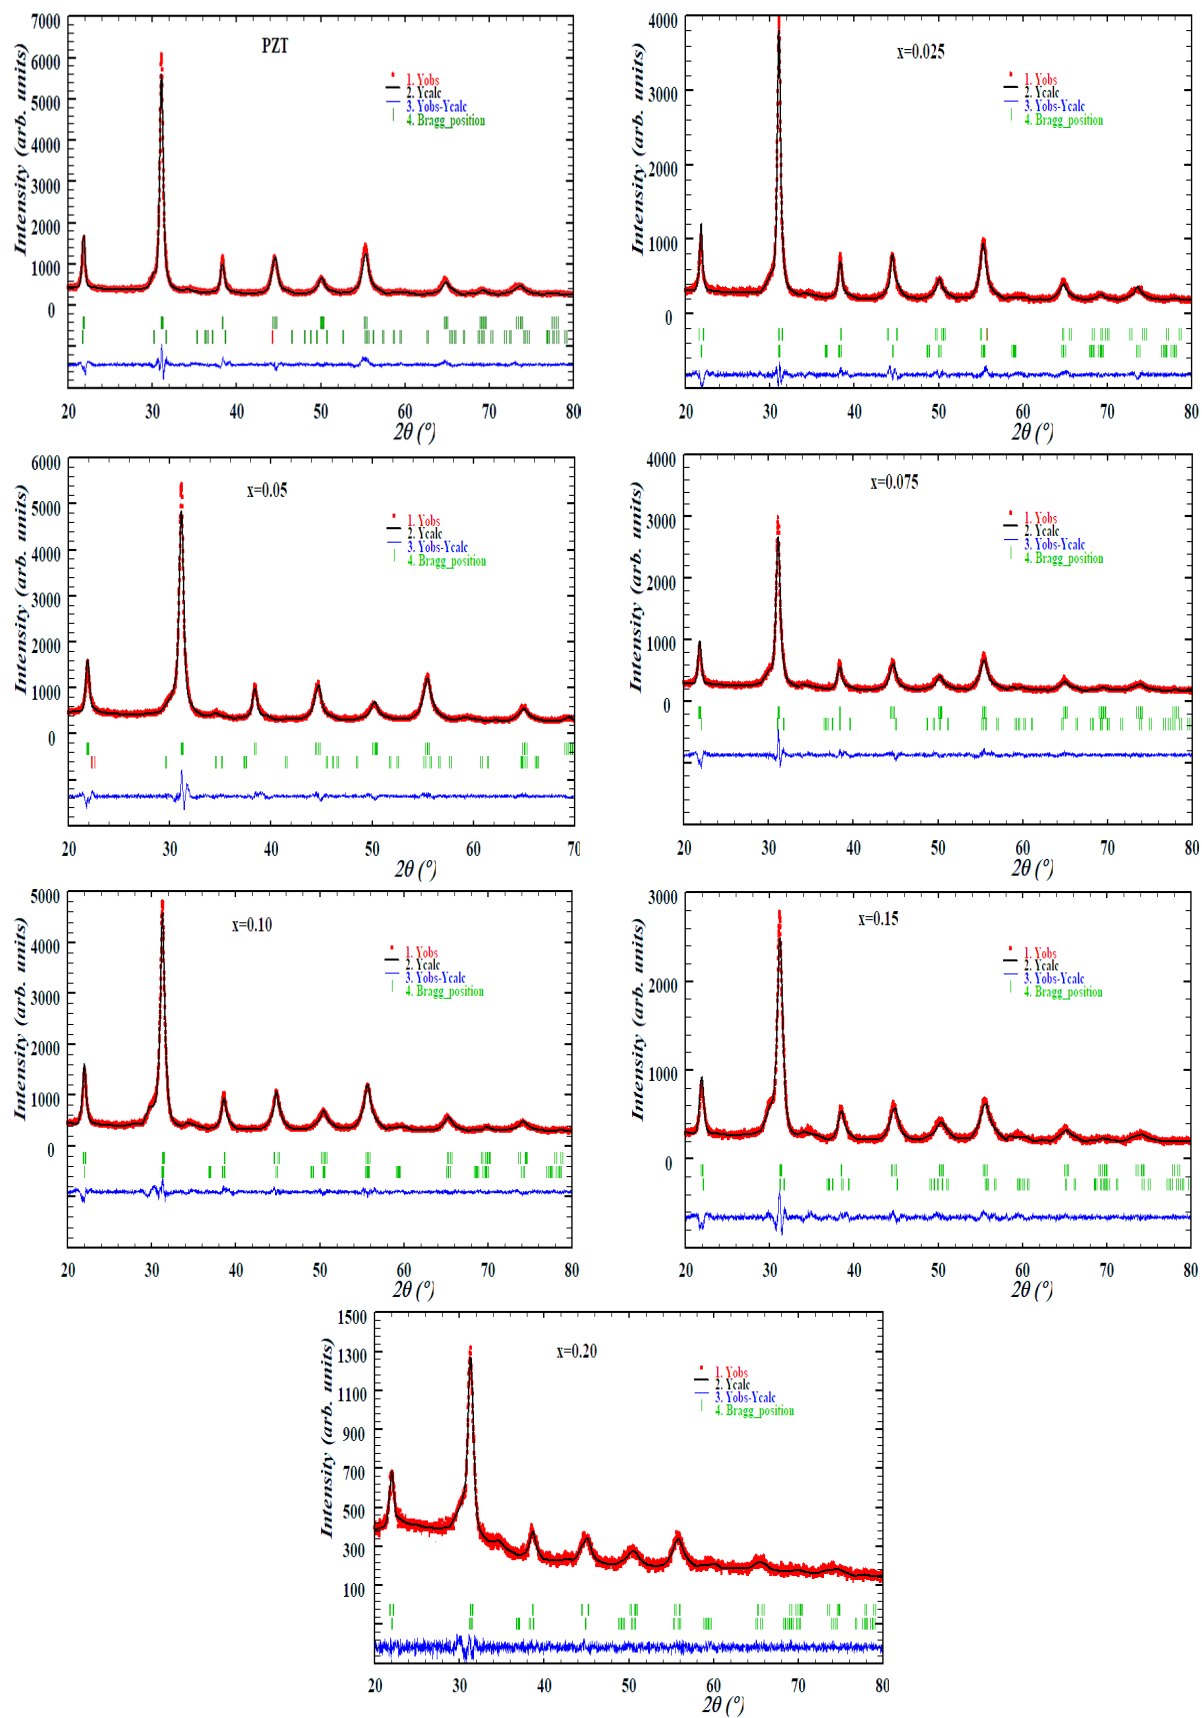 PZT
1. Yobs
2. Ycalc
3. Yobs-Ycalc
4. Bragg_position
Intensity (arb. units)
7000
6000
5000
4000
3000
2000
1000
0
20 30 40 50 60 70 80
2θ (°)
x=0.025
1. Yobs
2. Ycalc
3. Yobs-Ycalc
4. Bragg_position
Intensity (arb. units)
4000
3000
2000
1000
0
20 30 40 50 60 70 80
2θ (°)
x=0.05
1. Yobs
2. Ycalc
3. Yobs-Ycalc
4. Bragg_position
Intensity (arb. units)
6000
5000
4000
3000
2000
1000
0
20 30 40 50 60 70
2θ (°)
x=0.075
1. Yobs
2. Ycalc
3. Yobs-Ycalc
4. Bragg_position
Intensity (arb. units)
4000
3000
2000
1000
0
20 30 40 50 60 70 80
2θ (°)
x=0.10
1. Yobs
2. Ycalc
3. Yobs-Ycalc
4. Bragg_position
Intensity (arb. units)
5000
4000
3000
2000
1000
0
20 30 40 50 60 70 80
2θ (°)
x=0.15
1. Yobs
2. Ycalc
3. Yobs-Ycalc
4. Bragg_position
Intensity (arb. units)
3000
2000
1000
0
20 30 40 50 60 70 80
2θ (°)
x=0.20
1. Yobs
2. Ycalc
3. Yobs-Ycalc
4. Bragg_position
Intensity (arb. units)
1500
1300
1100
900
700
500
300
100
20 30 40 50 60 70 80
2θ (°)